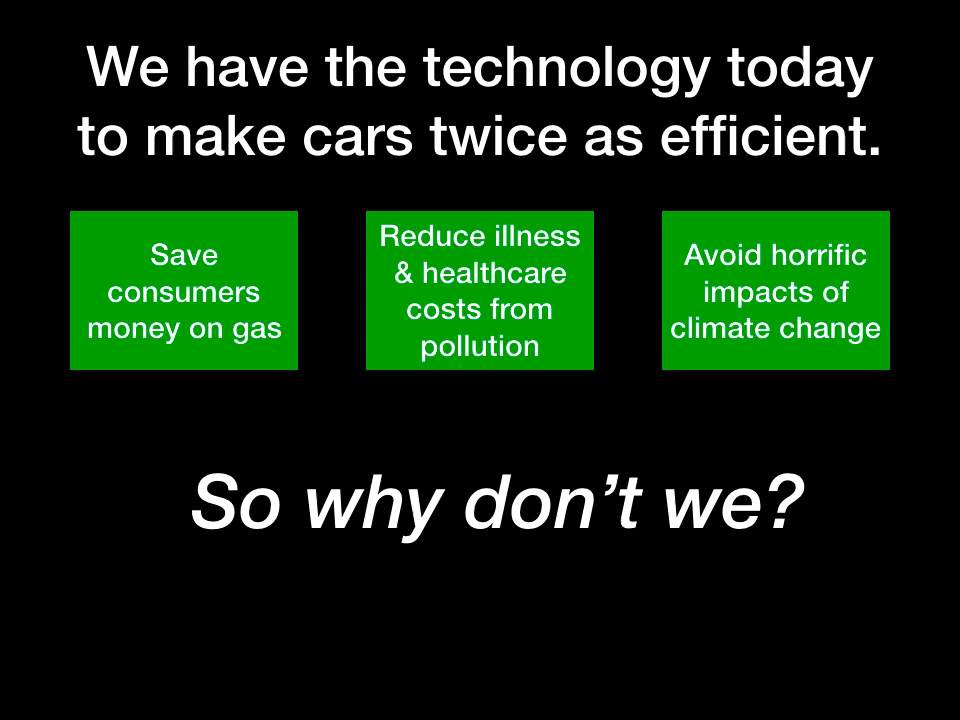 We have the technology today
to make cars twice as efficient.
Save
consumers
money on gas
Reduce illness
& healthcare
costs from
pollution
Avoid horrific
impacts of
climate change
So why don’t we?